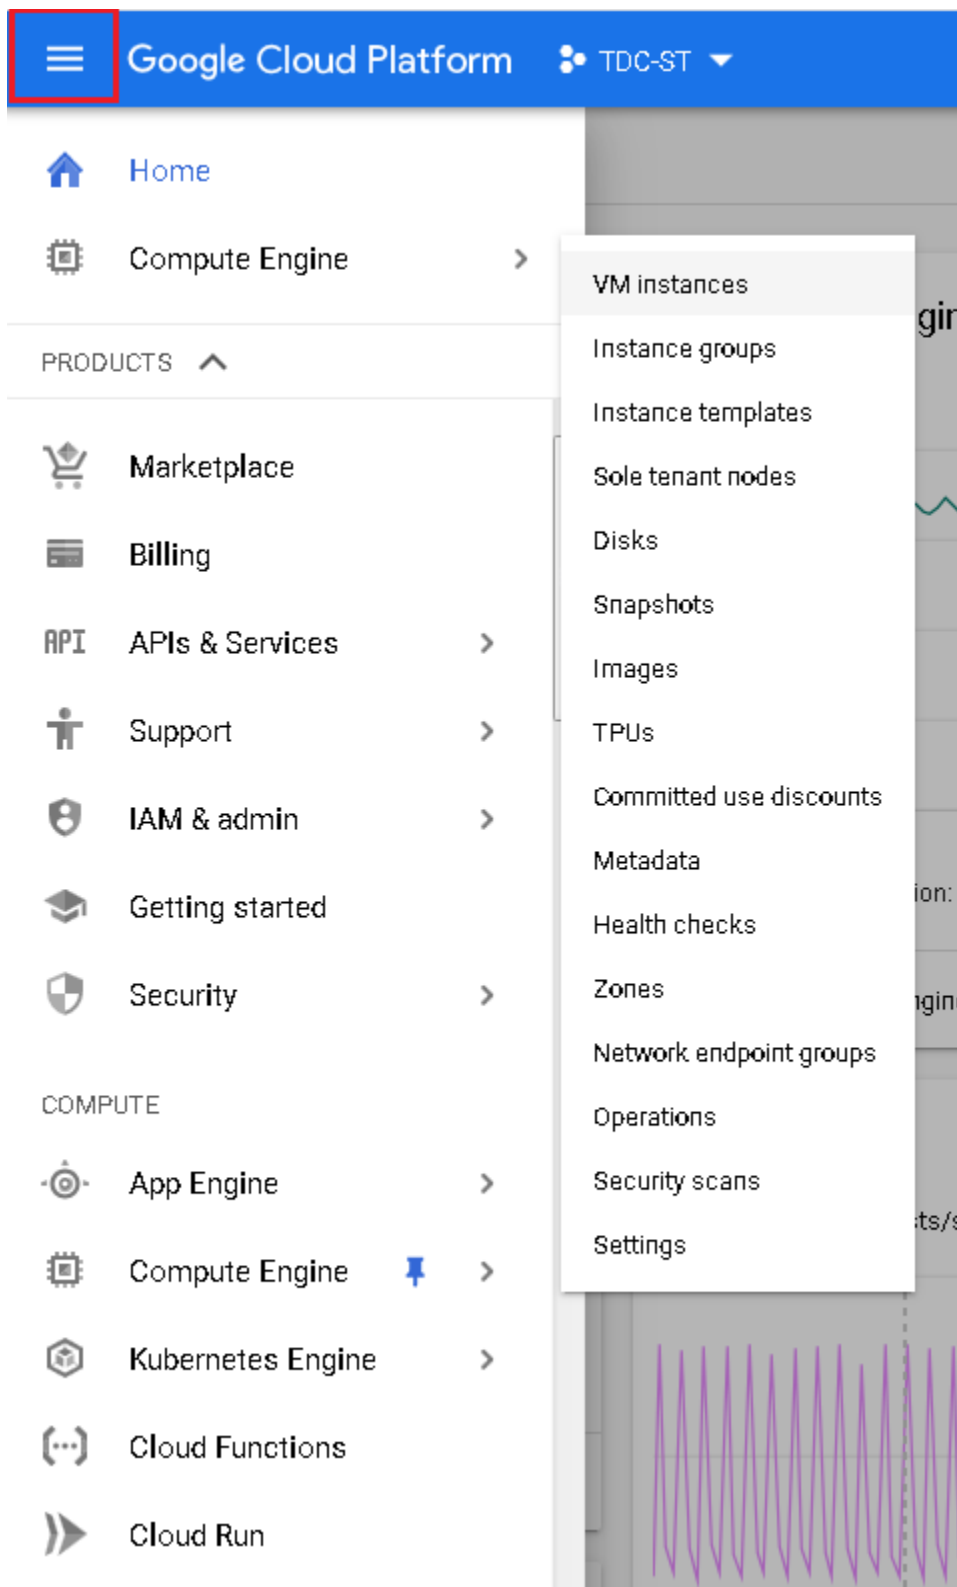 Google Cloud Platform TDC-ST
Home
Compute Engine
PRODUCTS
Marketplace
Billing
API APIs & Services
Support
IAM & admin
Getting started
Security
COMPUTE
App Engine
Compute Engine
Kubernetes Engine
Cloud Functions
Cloud Run
VM instances
Instance groups
Instance templates
Sole tenant nodes
Disks
Snapshots
Images
TPUs
Committed use discounts
Metadata
Health checks
Zones
Network endpoint groups
Operations
Security scans
Settings